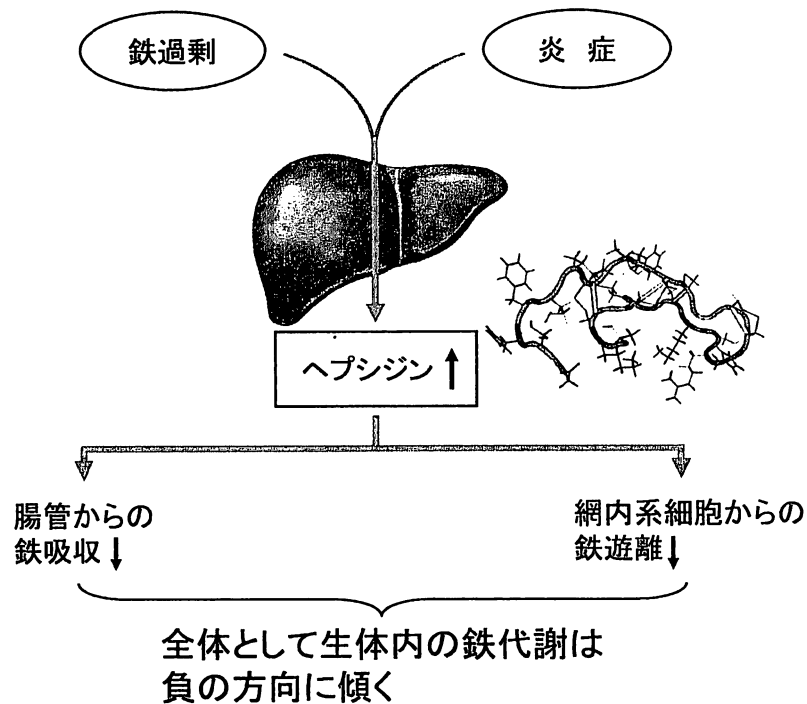 鉄過剰
炎 症
ヘプシジン↑
腸管からの
鉄吸収↓
網内系細胞からの
鉄遊離↓
全体として生体内の鉄代謝は
負の方向に傾く